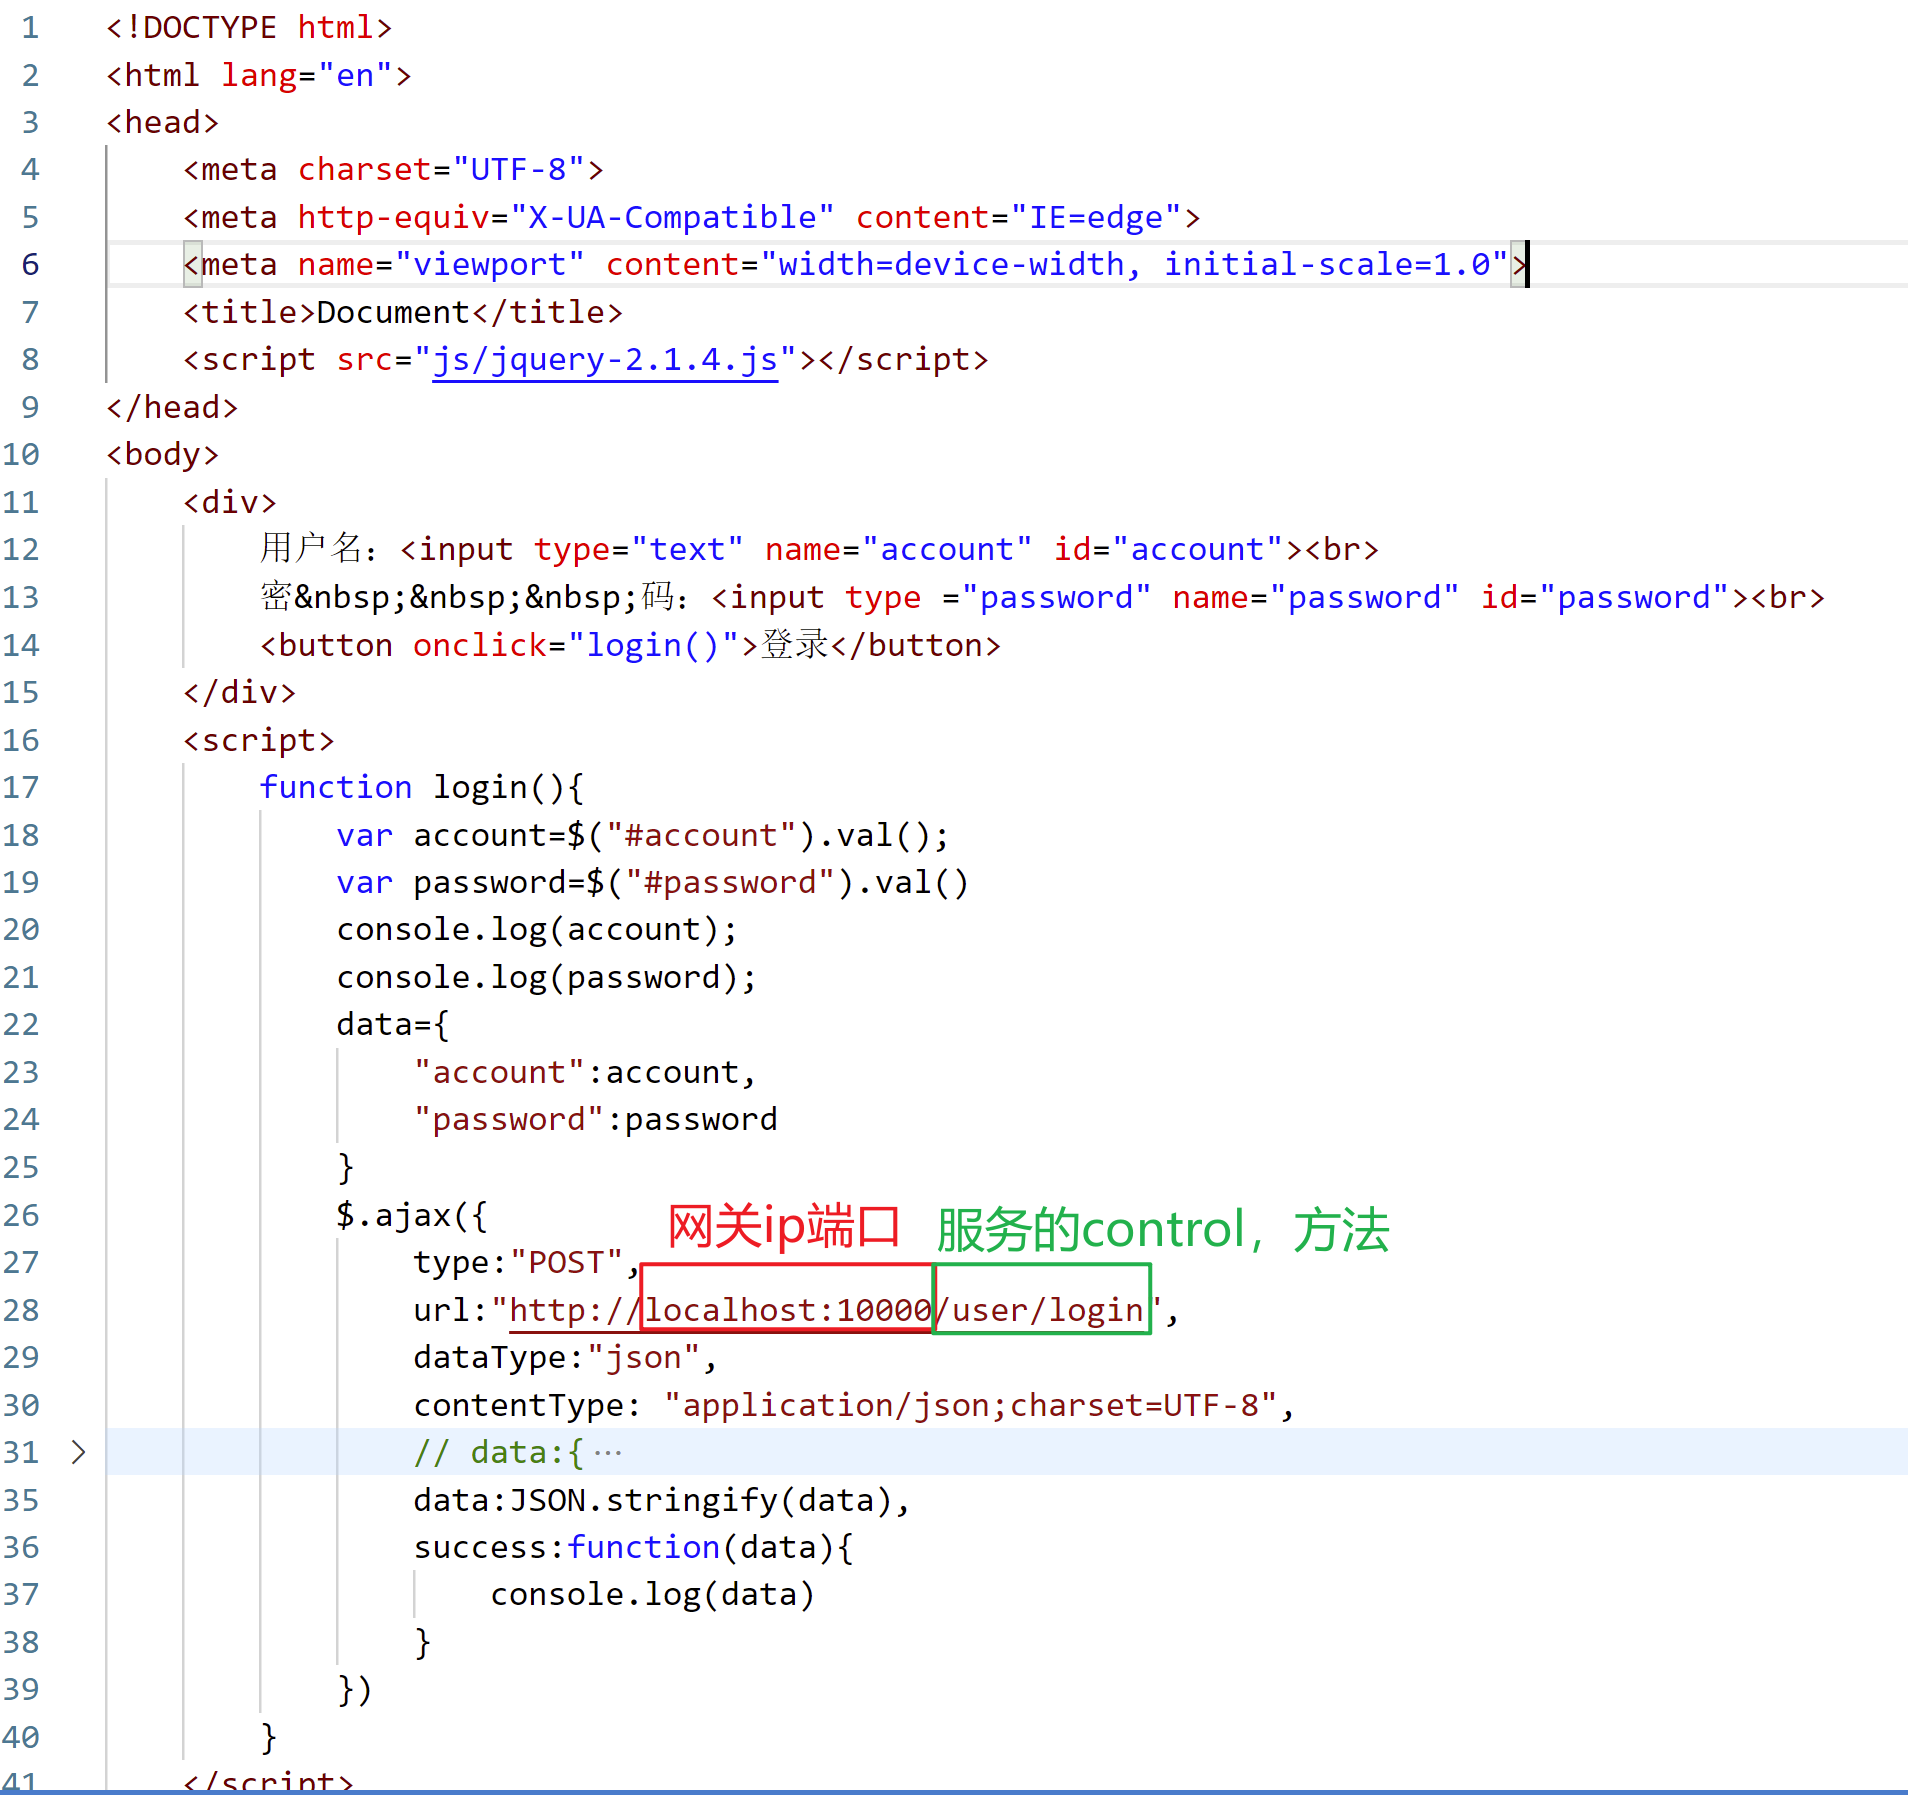 1 <!DOCTYPE html>
2 <html lang="en">
3 <head>
4 <meta charset="UTF-8">
5 <meta http-equiv="X-UA-Compatible" content="IE=edge">
6 <meta name="viewport" content="width=device-width, initial-scale=1.0">
7 <title>Document</title>
8 <script src="js/jquery-2.1.4.js"></script>
9 </head>
10 <body>
11 <div>
12 用户名：<input type="text" name="account" id="account"><br>
13 密&nbsp;&nbsp;&nbsp;码：<input type ="password" name="password" id="password"><br>
14 <button onclick="login()">登录</button>
15 </div>
16 <script>
17 function login(){
18 var account=$("#account").val();
19 var password=$("#password").val()
20 console.log(account);
21 console.log(password);
22 data={
23 "account":account,
24 "password":password
25 }
26 $.ajax({
网关ip端口 服务的control，方法
27 type:"POST",
28 url:"http://localhost:10000/user/login",
29 dataType:"json",
30 contentType: "application/json;charset=UTF-8",
31 // data:{ ···
35 data:JSON.stringify(data),
36 success:function(data){
37 console.log(data)
38 }
39 })
40 }
41 </script>